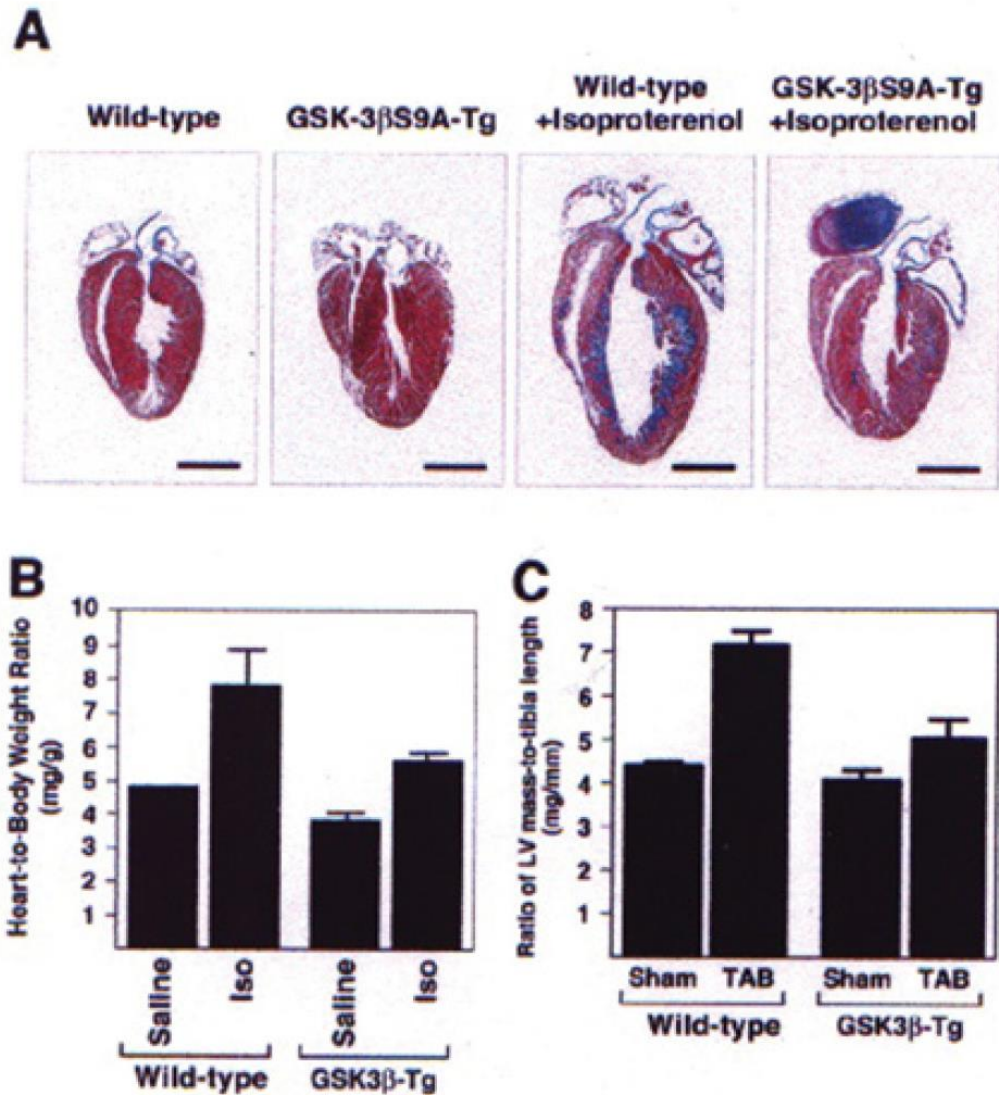 A
Wild-type
GSK-3βS9A-Tg
Wild-type
+Isoproterenol
GSK-3βS9A-Tg
+Isoproterenol
B
Heart-to-Body Weight Ratio
(mg/g)
10
9
8
7
6
5
4
3
2
1
Saline
Iso
Saline
Iso
Wild-type
GSK3β-Tg
C
Ratio of LV mass-to-tibia length
(mg/mm)
8
7
6
5
4
3
2
1
Sham
TAB
Sham
TAB
Wild-type
GSK3β-Tg